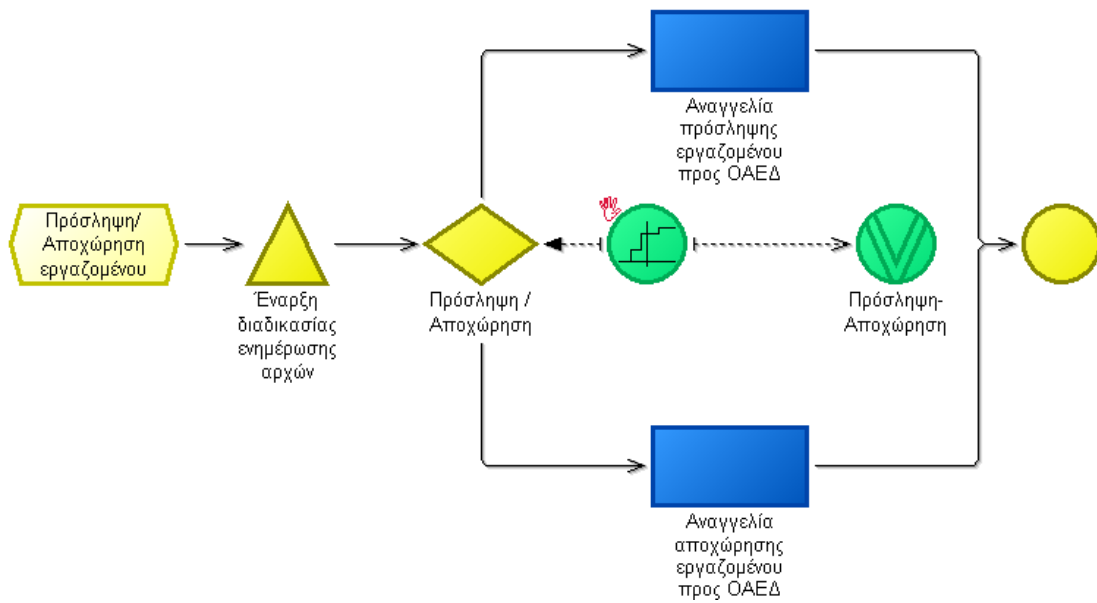 Αναγγελία
πρόσληψης
εργαζομένου
προς ΟΑΕΔ
Πρόσληψη/
Αποχώρηση
εργαζομένου
Έναρξη
διαδικασίας
ενημέρωσης
αρχών
Πρόσληψη /
Αποχώρηση
Πρόσληψη-
Αποχώρηση
Αναγγελία
αποχώρησης
εργαζομένου
προς ΟΑΕΔ